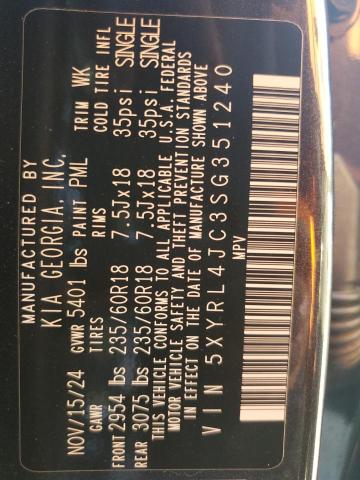 MANUFACTURED BY
KIA GEORGIA INC.
NOV/15/24 GVWR 5401 lbs PAINT PML TRIM WK
GAWR TIRES RIMS COLD TIRE INFL
FRONT 2954 lbs 235/60R18 7.5Jx18 35psi SINGLE
REAR 3075 lbs 235/60R18 7.5Jx18 35psi SINGLE
THIS VEHICLE CONFORMS TO ALL APPLICABLE U.S.A. FEDERAL
MOTOR VEHICLE SAFETY AND THEFT PREVENTION STANDARDS
IN EFFECT ON THE DATE OF MANUFACTURE SHOWN ABOVE
VIN 5XYRL4JC3SG351240
MPV